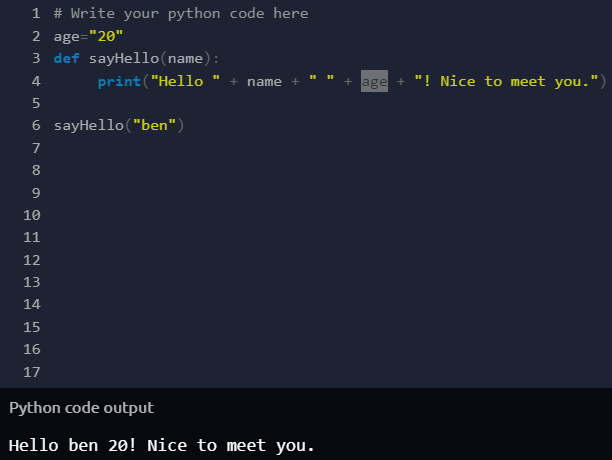 1 # Write your python code here
2 age="20"
3 def sayHello(name):
4     print("Hello " + name + " " + age + "! Nice to meet you.")
5
6 sayHello("ben")
7
8
9
10
11
12
13
14
15
16
17
Python code output
Hello ben 20! Nice to meet you.